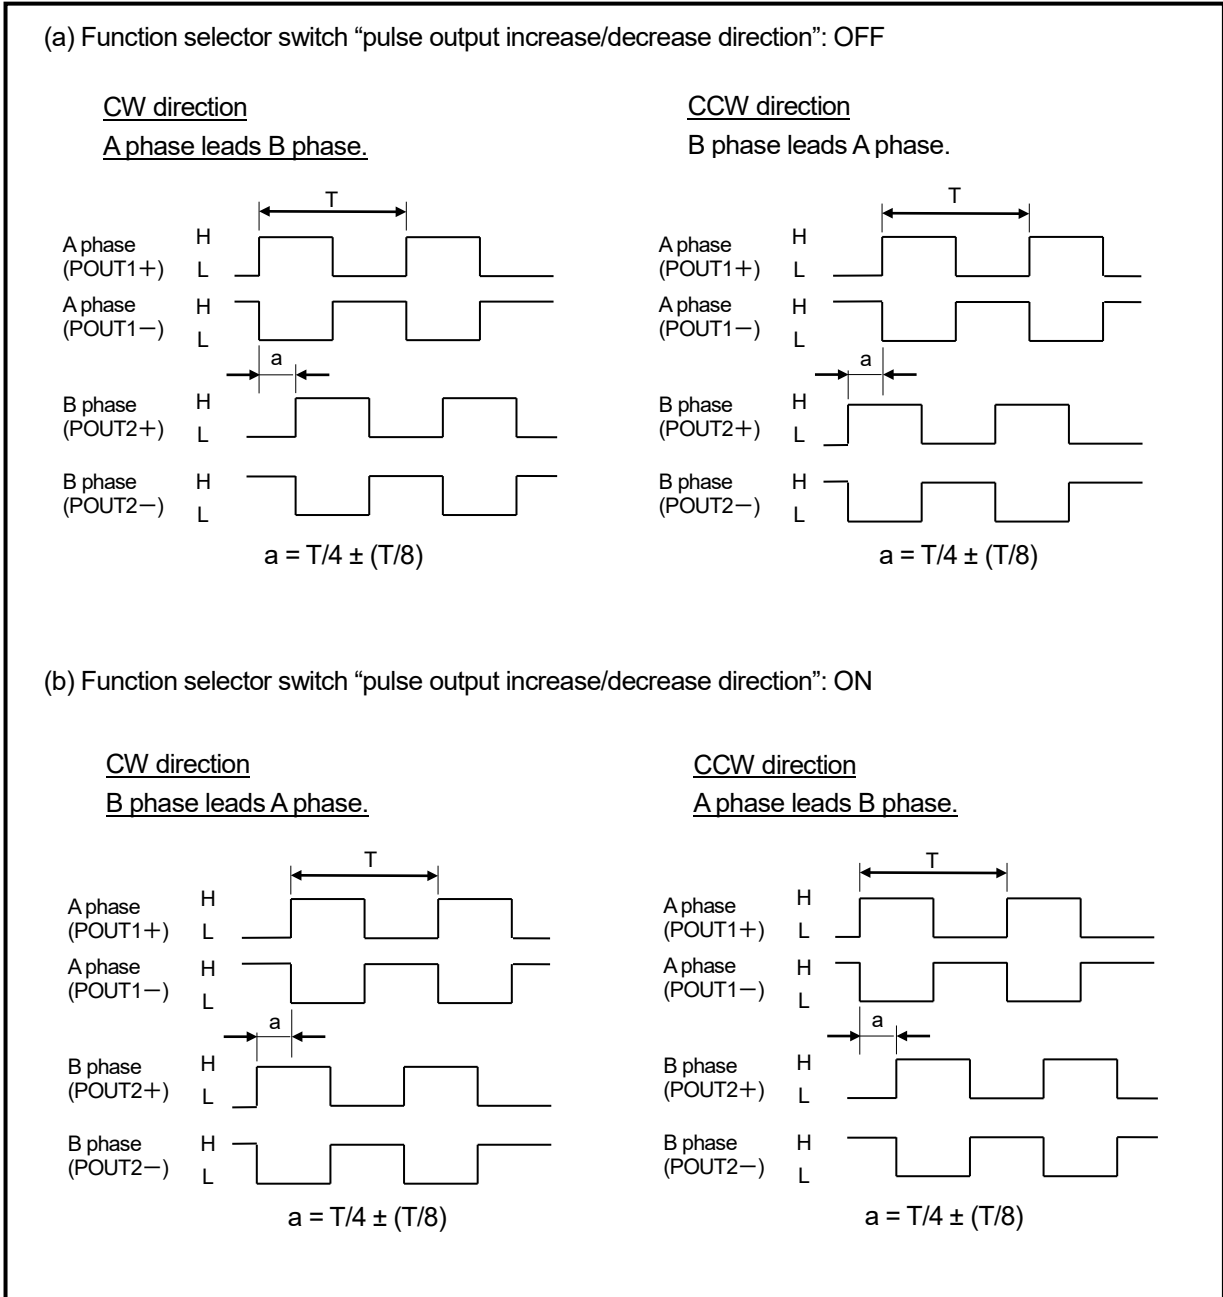 (a) Function selector switch “pulse output increase/decrease direction”: OFF
CW direction
A phase leads B phase.
T
A phase
(POUT1+)
H
L
A phase
(POUT1−)
H
L
a
B phase
(POUT2+)
H
L
B phase
(POUT2−)
H
L
a = T/4 ± (T/8)
CCW direction
B phase leads A phase.
T
A phase
(POUT1+)
H
L
A phase
(POUT1−)
H
L
a
B phase
(POUT2+)
H
L
B phase
(POUT2−)
H
L
a = T/4 ± (T/8)
(b) Function selector switch “pulse output increase/decrease direction”: ON
CW direction
B phase leads A phase.
T
A phase
(POUT1+)
H
L
A phase
(POUT1−)
H
L
a
B phase
(POUT2+)
H
L
B phase
(POUT2−)
H
L
a = T/4 ± (T/8)
CCW direction
A phase leads B phase.
T
A phase
(POUT1+)
H
L
A phase
(POUT1−)
H
L
a
B phase
(POUT2+)
H
L
B phase
(POUT2−)
H
L
a = T/4 ± (T/8)